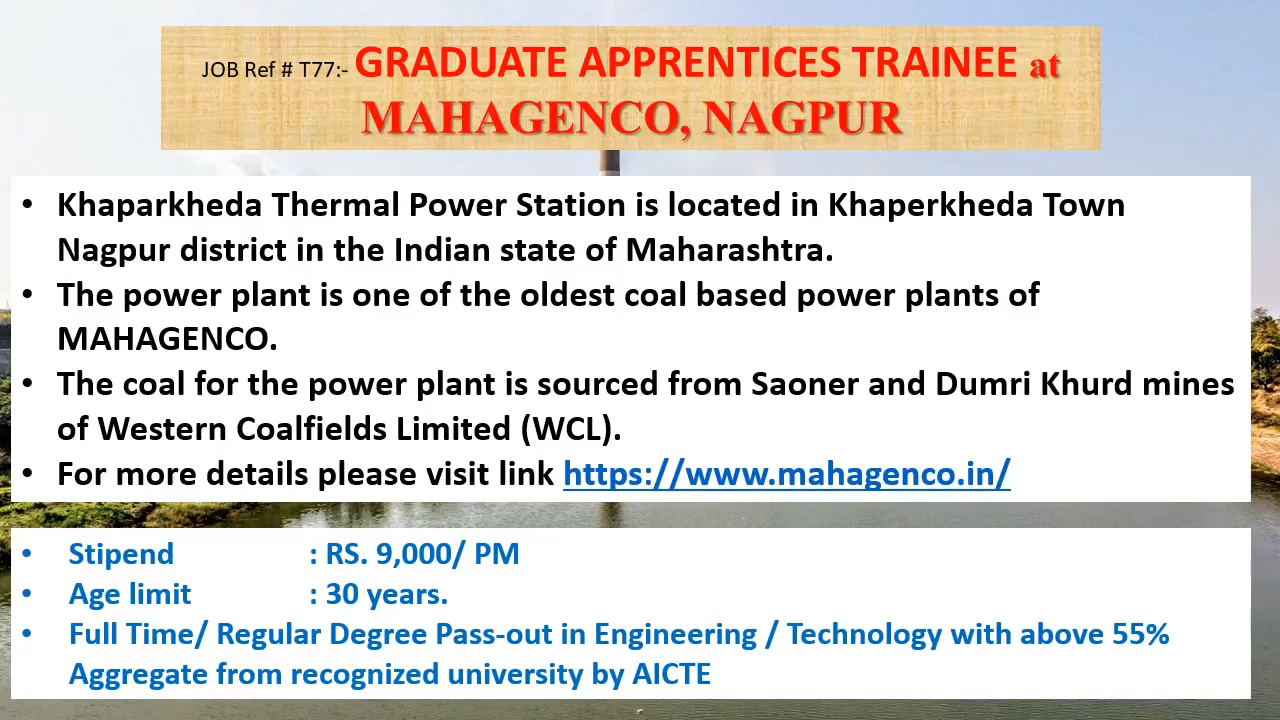 JOB Ref # T77:- GRADUATE APPRENTICES TRAINEE at
MAHAGENCO, NAGPUR
• Khaparkheda Thermal Power Station is located in Khaperkheda Town
Nagpur district in the Indian state of Maharashtra.
• The power plant is one of the oldest coal based power plants of
MAHAGENCO.
• The coal for the power plant is sourced from Saoner and Dumri Khurd mines
of Western Coalfields Limited (WCL).
• For more details please visit link https://www.mahagenco.in/
• Stipend : RS. 9,000/ PM
• Age limit : 30 years.
• Full Time/ Regular Degree Pass-out in Engineering / Technology with above 55%
Aggregate from recognized university by AICTE